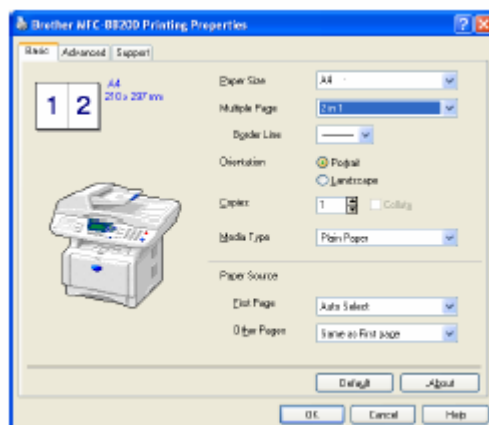 Brother MFC-8820D Printing Properties
Basic Advanced Support
1 2
A4
210 x 297 mm
Paper Size A4
Multiple Page 2 in 1
Border Line
Orientation Portrait
Landscape
Copies 1 Collate
Media Type Plain Paper
Paper Source
First Page Auto Select
Other Pages Same as First page
Default About
OK Cancel Help